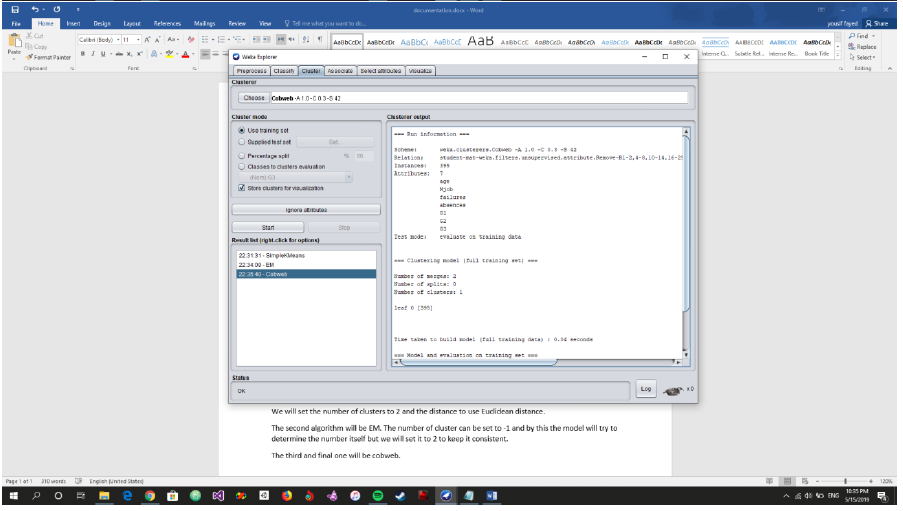 documentation.docx - Word
yousif fayed Share
File Home Insert Design Layout References Mailings Review View Tell me what you want to do...
Paste Cut
Copy
Format Painter
Clipboard
Calibri (Body) 11
Font
AaBbCcDc AaBbCcDc AaBbCc AaBbCcE AaB AaBbCcC AaBbCcDc AaBbCcDc AaBbCcDc AaBbCcDc AaBbCcDc AaBbCcDc AABBCCDC AABBCCDC AaBbCcDc
Intense Q... Subtle Ref... Intense Re... Book Title
Find
Replace
Select
Editing
Weka Explorer
Preprocess Classify Cluster Associate Select attributes Visualize
Clusterer
Choose Cobweb -A 1.0 -C 0.3 -S 42
Cluster mode
Use training set
Supplied test set Set...
Percentage split %
Classes to clusters evaluation
(Nom) G3
Store clusters for visualization
Ignore attributes
Start Stop
Result list (right-click for options)
22:31:31 - SimpleKMeans
22:34:00 - EM
22:35:40 - Cobweb
Clusterer output
=== Run information ===
Scheme: weka.clusterers.Cobweb -A 1.0 -C 0.3 -S 42
Relation: student-mat-weka.filters.unsupervised.attribute.Remove-R1-2,4-8,10-14,16-25
Instances: 395
Attributes: 7
age
Mjob
failures
absences
G1
G2
G3
Test mode: evaluate on training data
=== Clustering model (full training set) ===
Number of merges: 2
Number of splits: 0
Number of clusters: 1
leaf 0 [395]
Time taken to build model (full training data) : 0.04 seconds
=== Model and evaluation on training set ===
Status
OK
Log x 0
We will set the number of clusters to 2 and the distance to use Euclidean distance.
The second algorithm will be EM. The number of cluster can be set to -1 and by this the model will try to
determine the number itself but we will set it to 2 to keep it consistent.
The third and final one will be cobweb.
Page 1 of 1 310 words English (United States)
120%
ENG
10:35 PM
5/15/2019